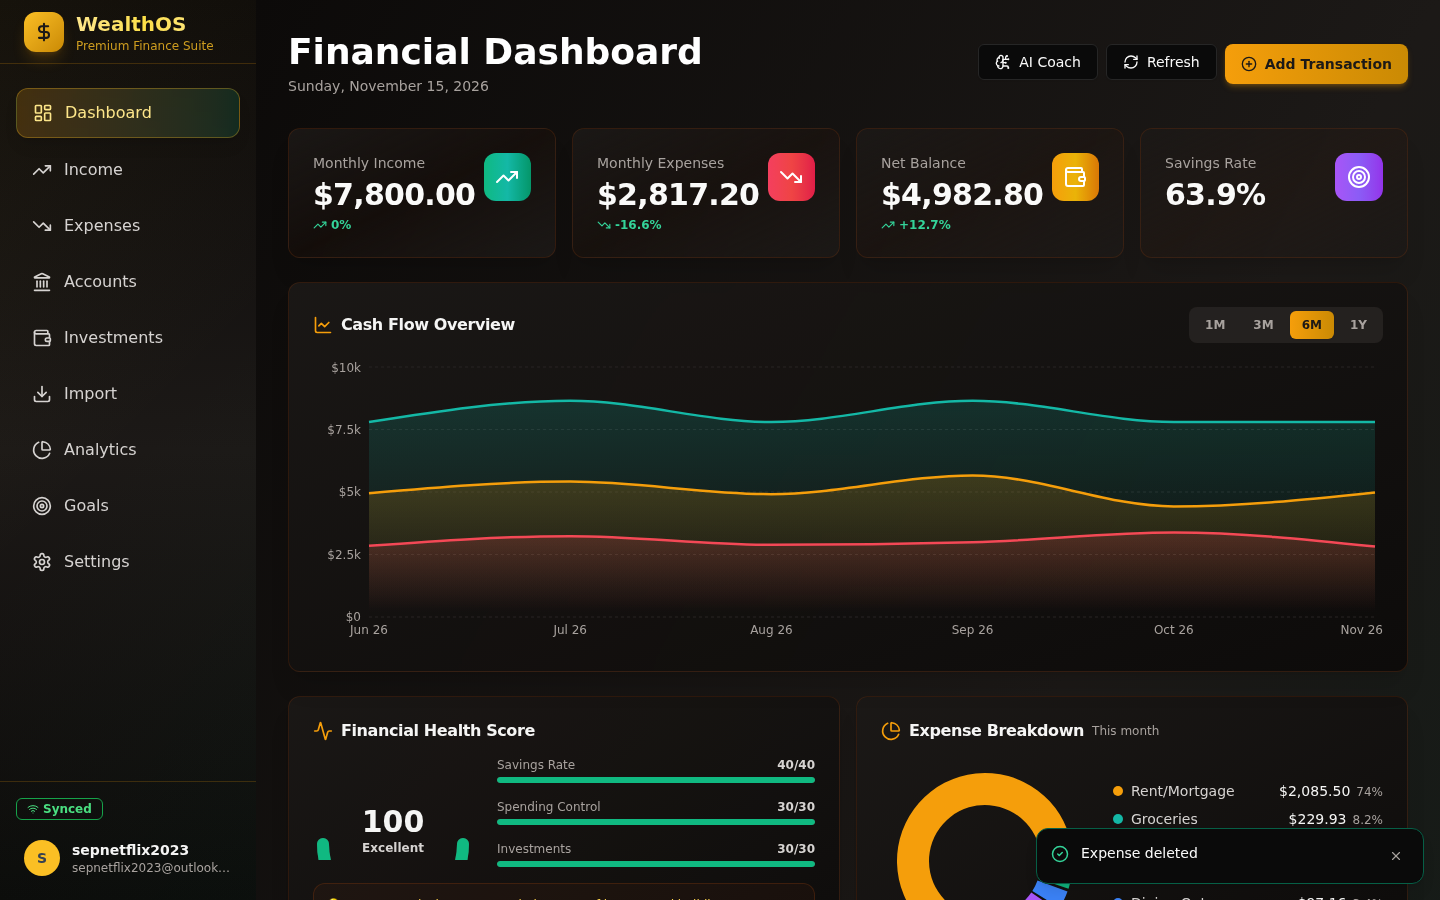 WealthOS
Premium Finance Suite
Dashboard
Income
Expenses
Accounts
Investments
Import
Analytics
Goals
Settings
Synced
S
sepnetflix2023
sepnetflix2023@outlook...
Financial Dashboard
Sunday, November 15, 2026
AI Coach
Refresh
Add Transaction
Monthly Income
$7,800.00
0%
Monthly Expenses
$2,817.20
-16.6%
Net Balance
$4,982.80
+12.7%
Savings Rate
63.9%
Cash Flow Overview
1M 3M 6M 1Y
$10k
$7.5k
$5k
$2.5k
$0
Jun 26 Jul 26 Aug 26 Sep 26 Oct 26 Nov 26
Financial Health Score
100
Excellent
Savings Rate 40/40
Spending Control 30/30
Investments 30/30
Expense Breakdown This month
Rent/Mortgage $2,085.50 74%
Groceries $229.93 8.2%
Expense deleted